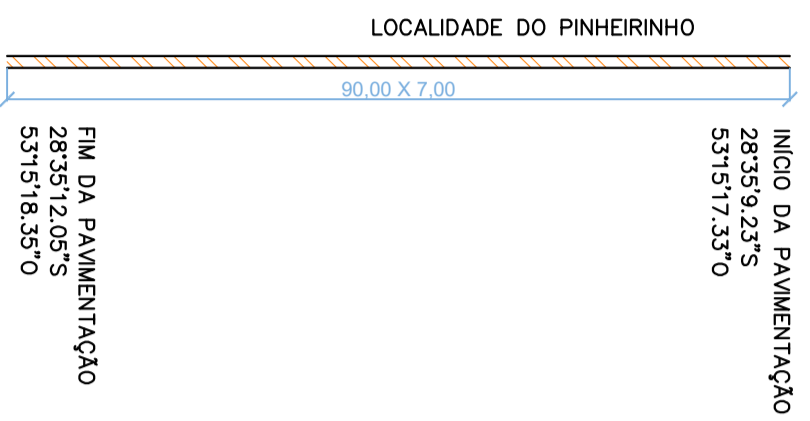 LOCALIDADE DO PINHEIRINHO
90,00 X 7,00
FIM DA PAVIMENTAÇÃO
28°35'12.05"S
53°15'18.35"O
INÍCIO DA PAVIMENTAÇÃO
28°35'9.23"S
53°15'17.33"O